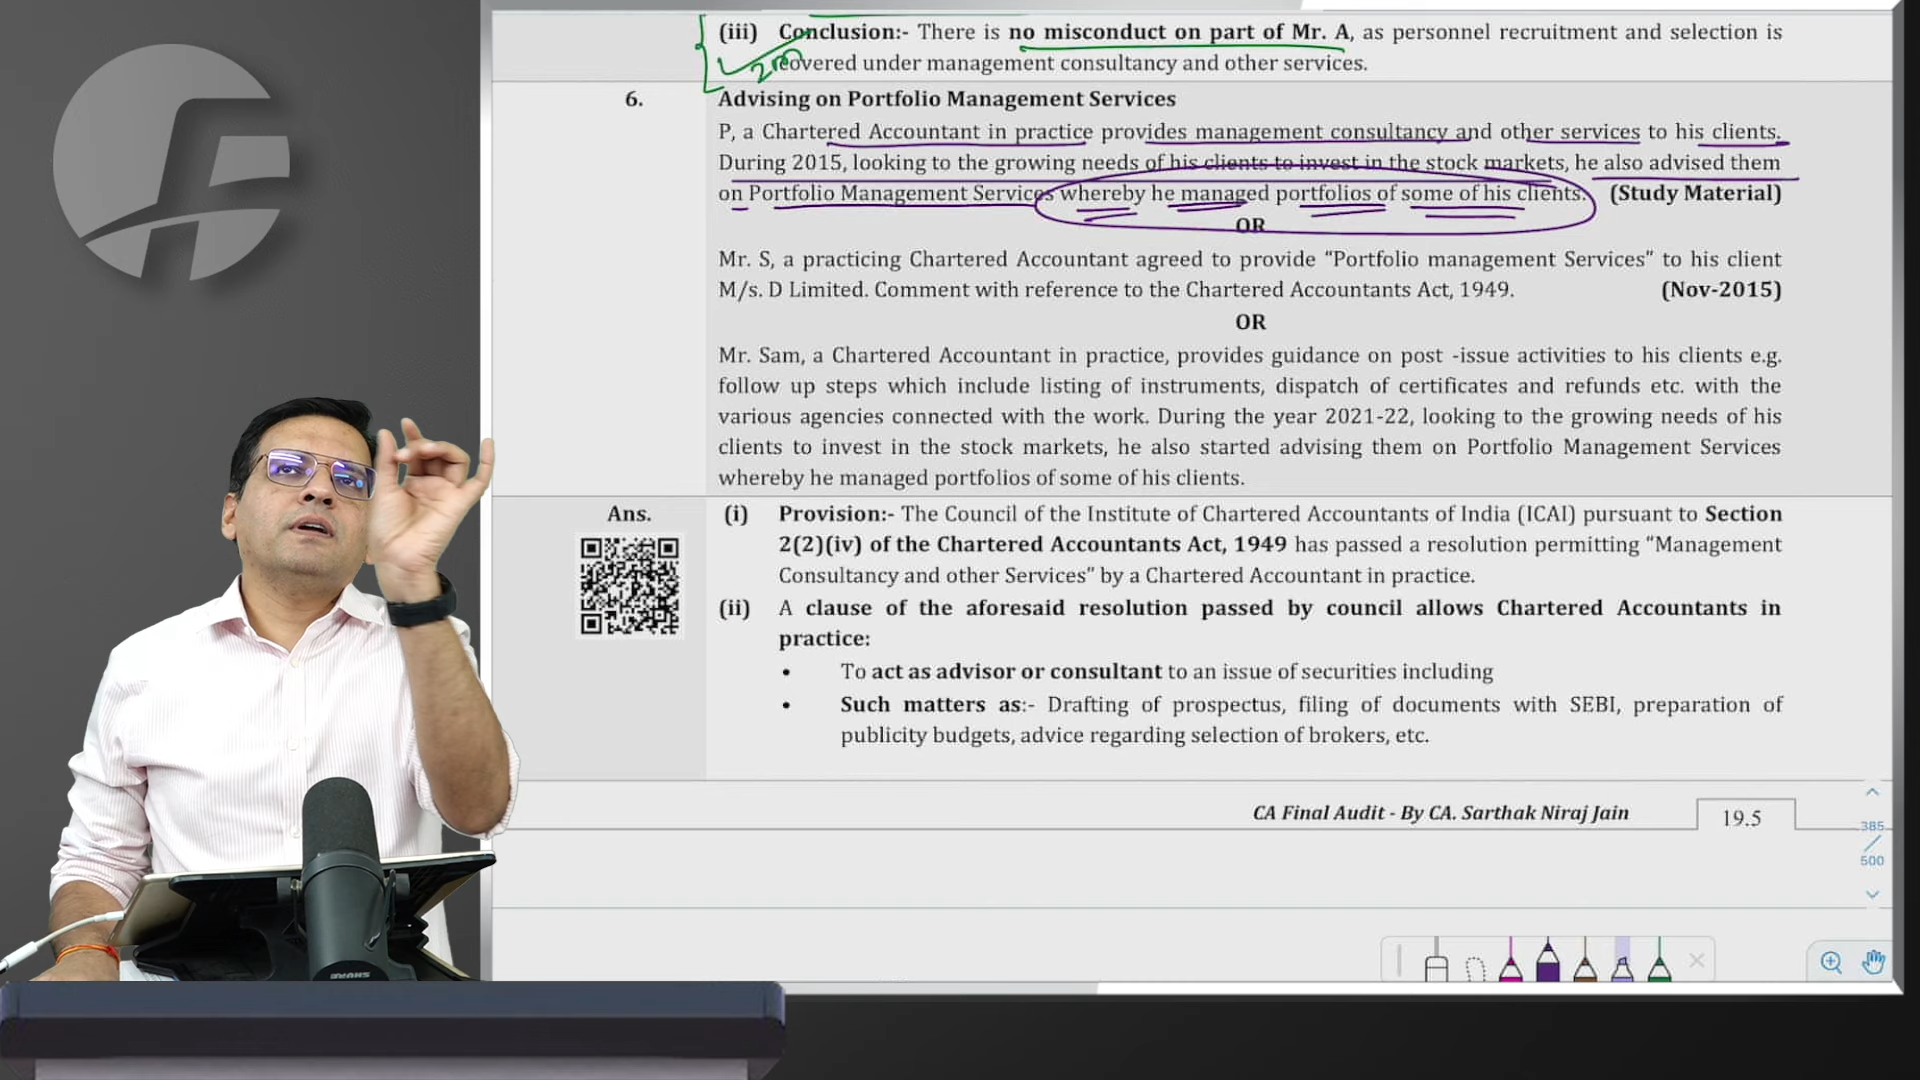 (iii) Conclusion:- There is no misconduct on part of Mr. A, as personnel recruitment and selection is
covered under management consultancy and other services.
6. Advising on Portfolio Management Services
P, a Chartered Accountant in practice provides management consultancy and other services to his clients.
During 2015, looking to the growing needs of his clients to invest in the stock markets, he also advised them
on Portfolio Management Services whereby he managed portfolios of some of his clients. (Study Material)
OR
Mr. S, a practicing Chartered Accountant agreed to provide “Portfolio management Services” to his client
M/s. D Limited. Comment with reference to the Chartered Accountants Act, 1949. (Nov-2015)
OR
Mr. Sam, a Chartered Accountant in practice, provides guidance on post -issue activities to his clients e.g.
follow up steps which include listing of instruments, dispatch of certificates and refunds etc. with the
various agencies connected with the work. During the year 2021-22, looking to the growing needs of his
clients to invest in the stock markets, he also started advising them on Portfolio Management Services
whereby he managed portfolios of some of his clients.
Ans. (i) Provision:- The Council of the Institute of Chartered Accountants of India (ICAI) pursuant to Section
2(2)(iv) of the Chartered Accountants Act, 1949 has passed a resolution permitting “Management
Consultancy and other Services” by a Chartered Accountant in practice.
(ii) A clause of the aforesaid resolution passed by council allows Chartered Accountants in
practice:
• To act as advisor or consultant to an issue of securities including
• Such matters as:- Drafting of prospectus, filing of documents with SEBI, preparation of
publicity budgets, advice regarding selection of brokers, etc.
CA Final Audit - By CA. Sarthak Niraj Jain 19.5
385
/
500
SHURE